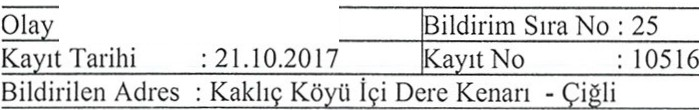 Olay Bildirim Sıra No : 25
Kayıt Tarihi : 21.10.2017 Kayıt No : 10516
Bildirilen Adres : Kaklıç Köyü İçi Dere Kenarı - Çiğli